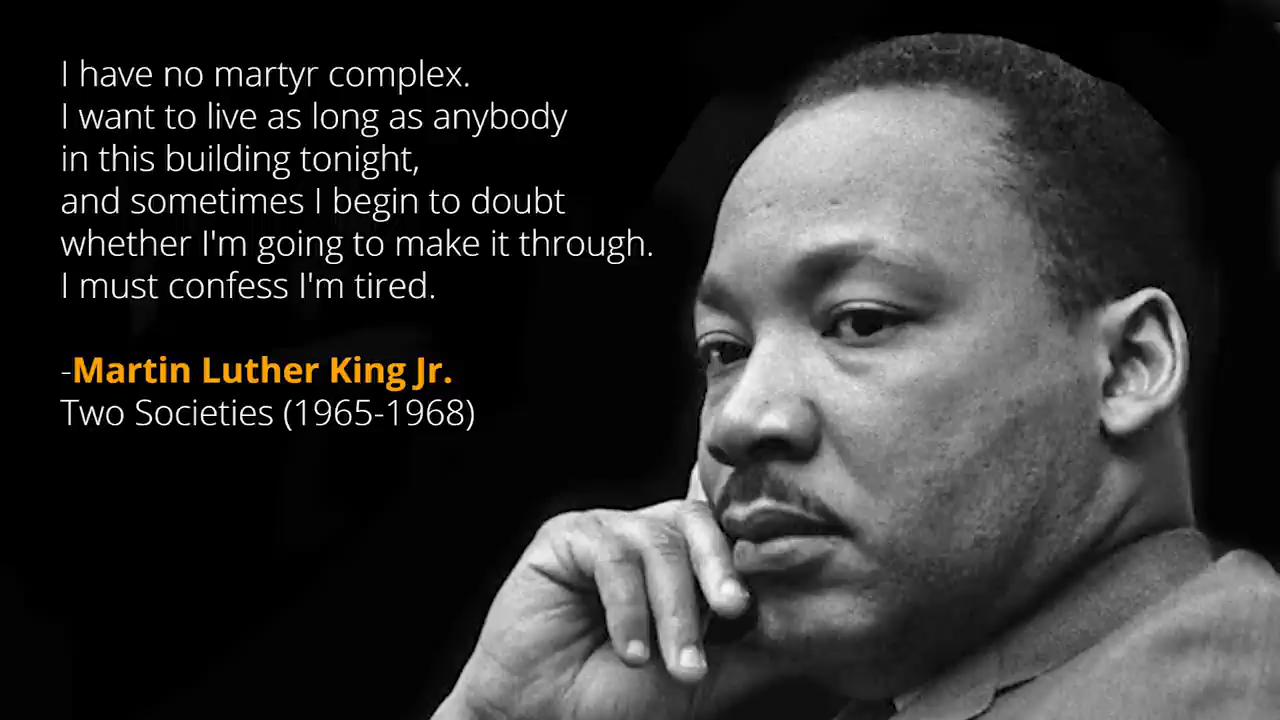 I have no martyr complex.
I want to live as long as anybody
in this building tonight,
and sometimes I begin to doubt
whether I'm going to make it through.
I must confess I'm tired.
-Martin Luther King Jr.
Two Societies (1965-1968)